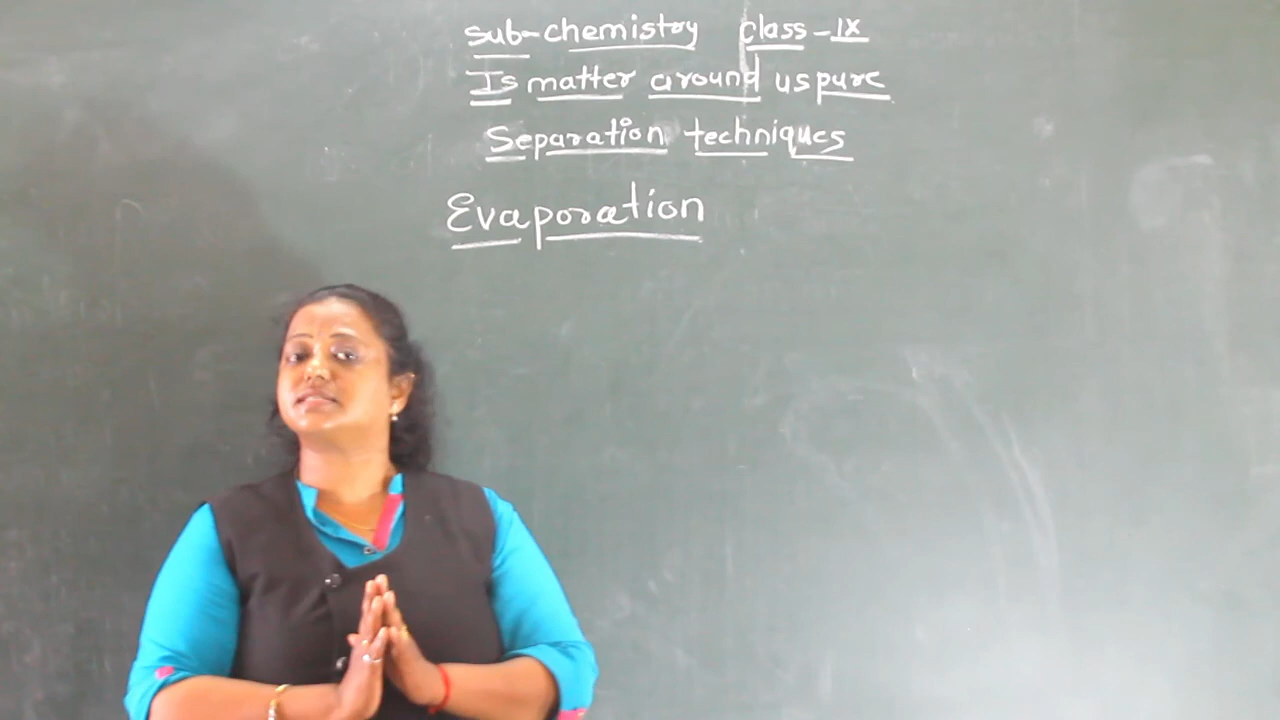 Sub-chemistry class-IX
Is matter around us pure
Separation techniques
Evaporation